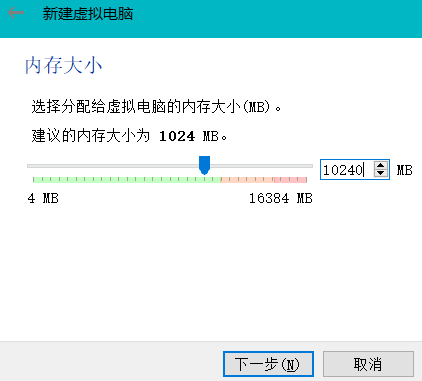 新建虚拟电脑
内存大小
选择分配给虚拟电脑的内存大小(MB)。
建议的内存大小为 1024 MB。
10240 MB
4 MB 16384 MB
下一步(N) 取消